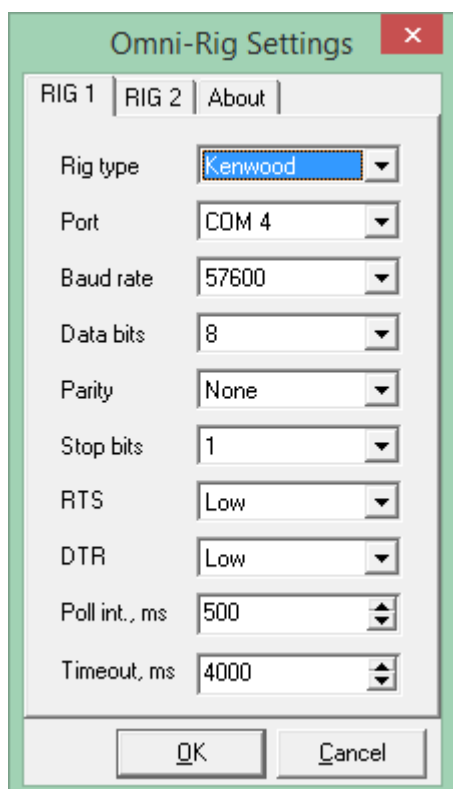 Omni-Rig Settings
RIG 1 RIG 2 About
Rig type Kenwood
Port COM 4
Baud rate 57600
Data bits 8
Parity None
Stop bits 1
RTS Low
DTR Low
Poll int., ms 500
Timeout, ms 4000
OK Cancel